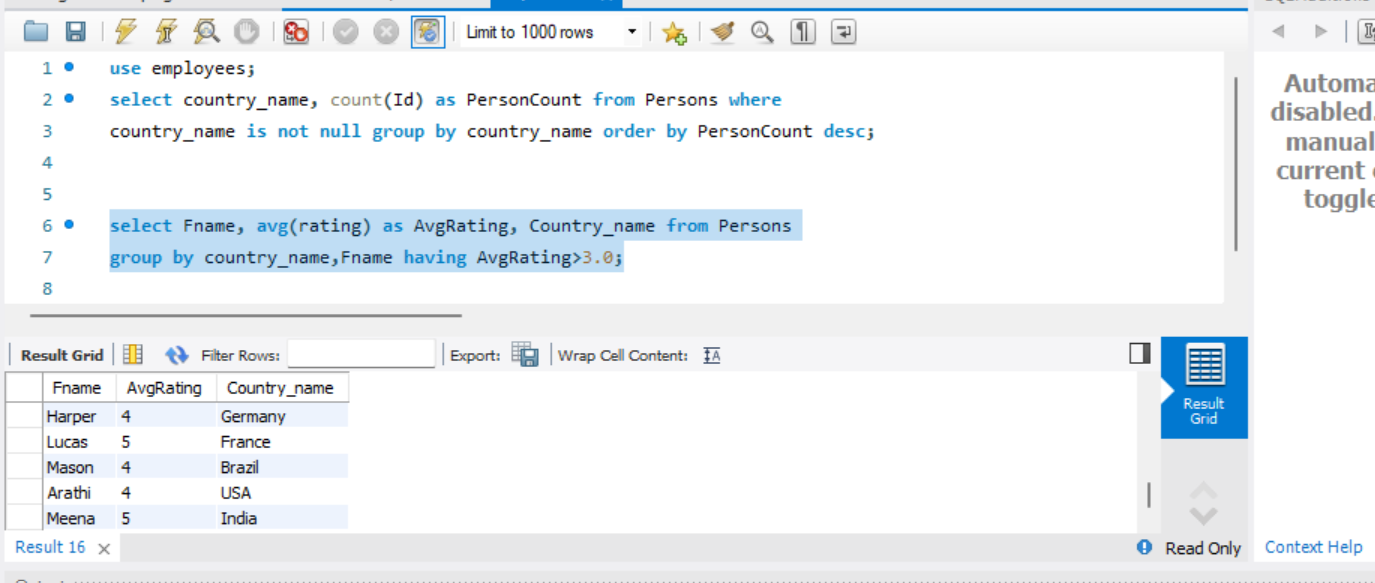 Limit to 1000 rows
1 use employees;
2 select country_name, count(Id) as PersonCount from Persons where
3 country_name is not null group by country_name order by PersonCount desc;
4
5
6 select Fname, avg(rating) as AvgRating, Country_name from Persons
7 group by country_name,Fname having AvgRating>3.0;
8
Automa
disabled.
manual
current
toggle
Result Grid Filter Rows: Export: Wrap Cell Content:
Fname AvgRating Country_name
Harper 4 Germany
Lucas 5 France
Mason 4 Brazil
Arathi 4 USA
Meena 5 India
Result
Grid
Result 16 Read Only Context Help